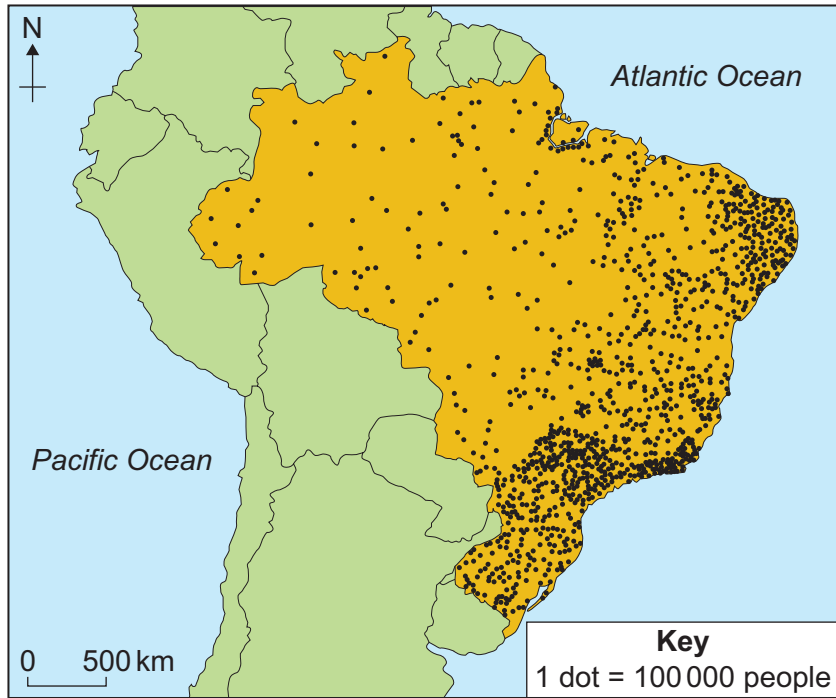 N
Atlantic Ocean
Pacific Ocean
0 500 km
Key
1 dot = 100 000 people